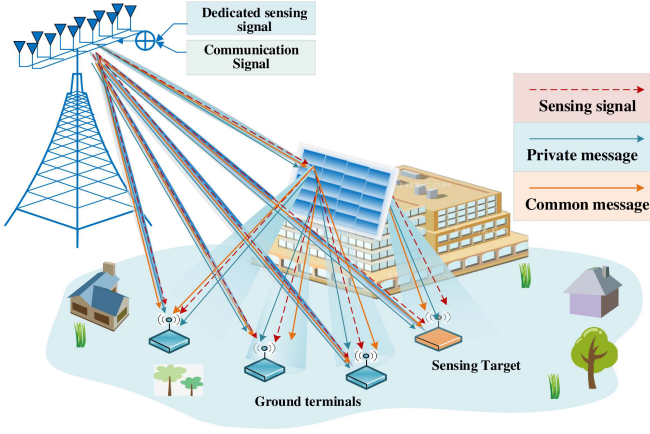 Dedicated sensing
signal
Communication
Signal
Sensing signal
Private message
Common message
Sensing Target
Ground terminals